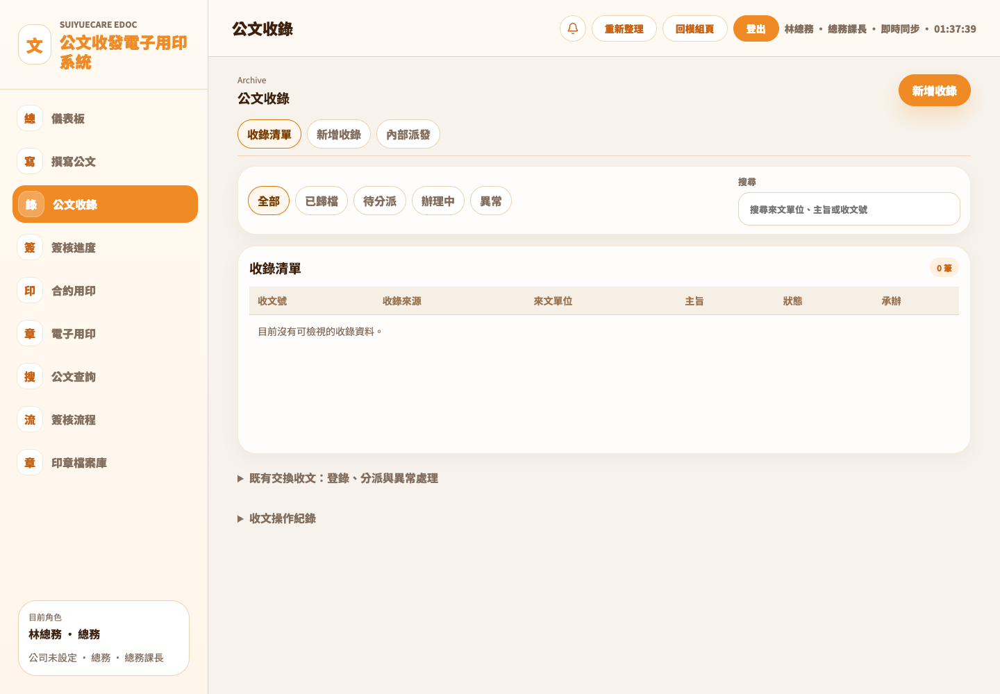 文
SUIYUECARE EDOC
公文收發電子用印
系統
總 儀表板
寫 撰寫公文
錄 公文收錄
簽 簽核進度
印 合約用印
章 電子用印
搜 公文查詢
流 簽核流程
章 印章檔案庫
目前角色
林總務 · 總務
公司未設定 · 總務 · 總務課長
公文收錄
重新整理
回模組頁
登出
林總務 · 總務課長 · 即時同步 · 01:37:39
Archive
公文收錄
新增收錄
收錄清單 新增收錄 內部派發
全部 已歸檔 待分派 辦理中 異常
搜尋
搜尋來文單位、主旨或收文號
收錄清單
0 筆
收文號 收錄來源 來文單位 主旨 狀態 承辦
目前沒有可檢視的收錄資料。
既有交換收文：登錄、分派與異常處理
收文操作紀錄